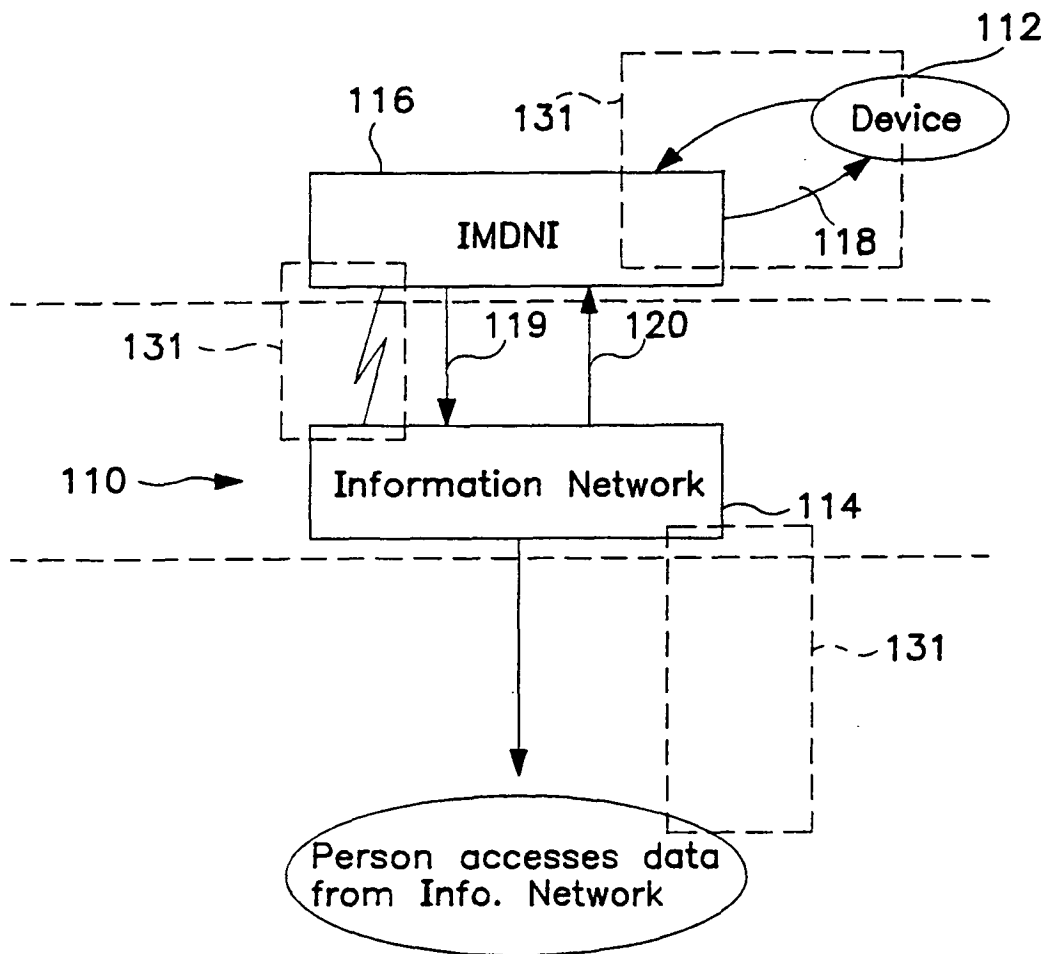 112
116
131
Device
IMDNI
118
131
119
120
110
Information Network
114
131
Person accesses data
from Info. Network